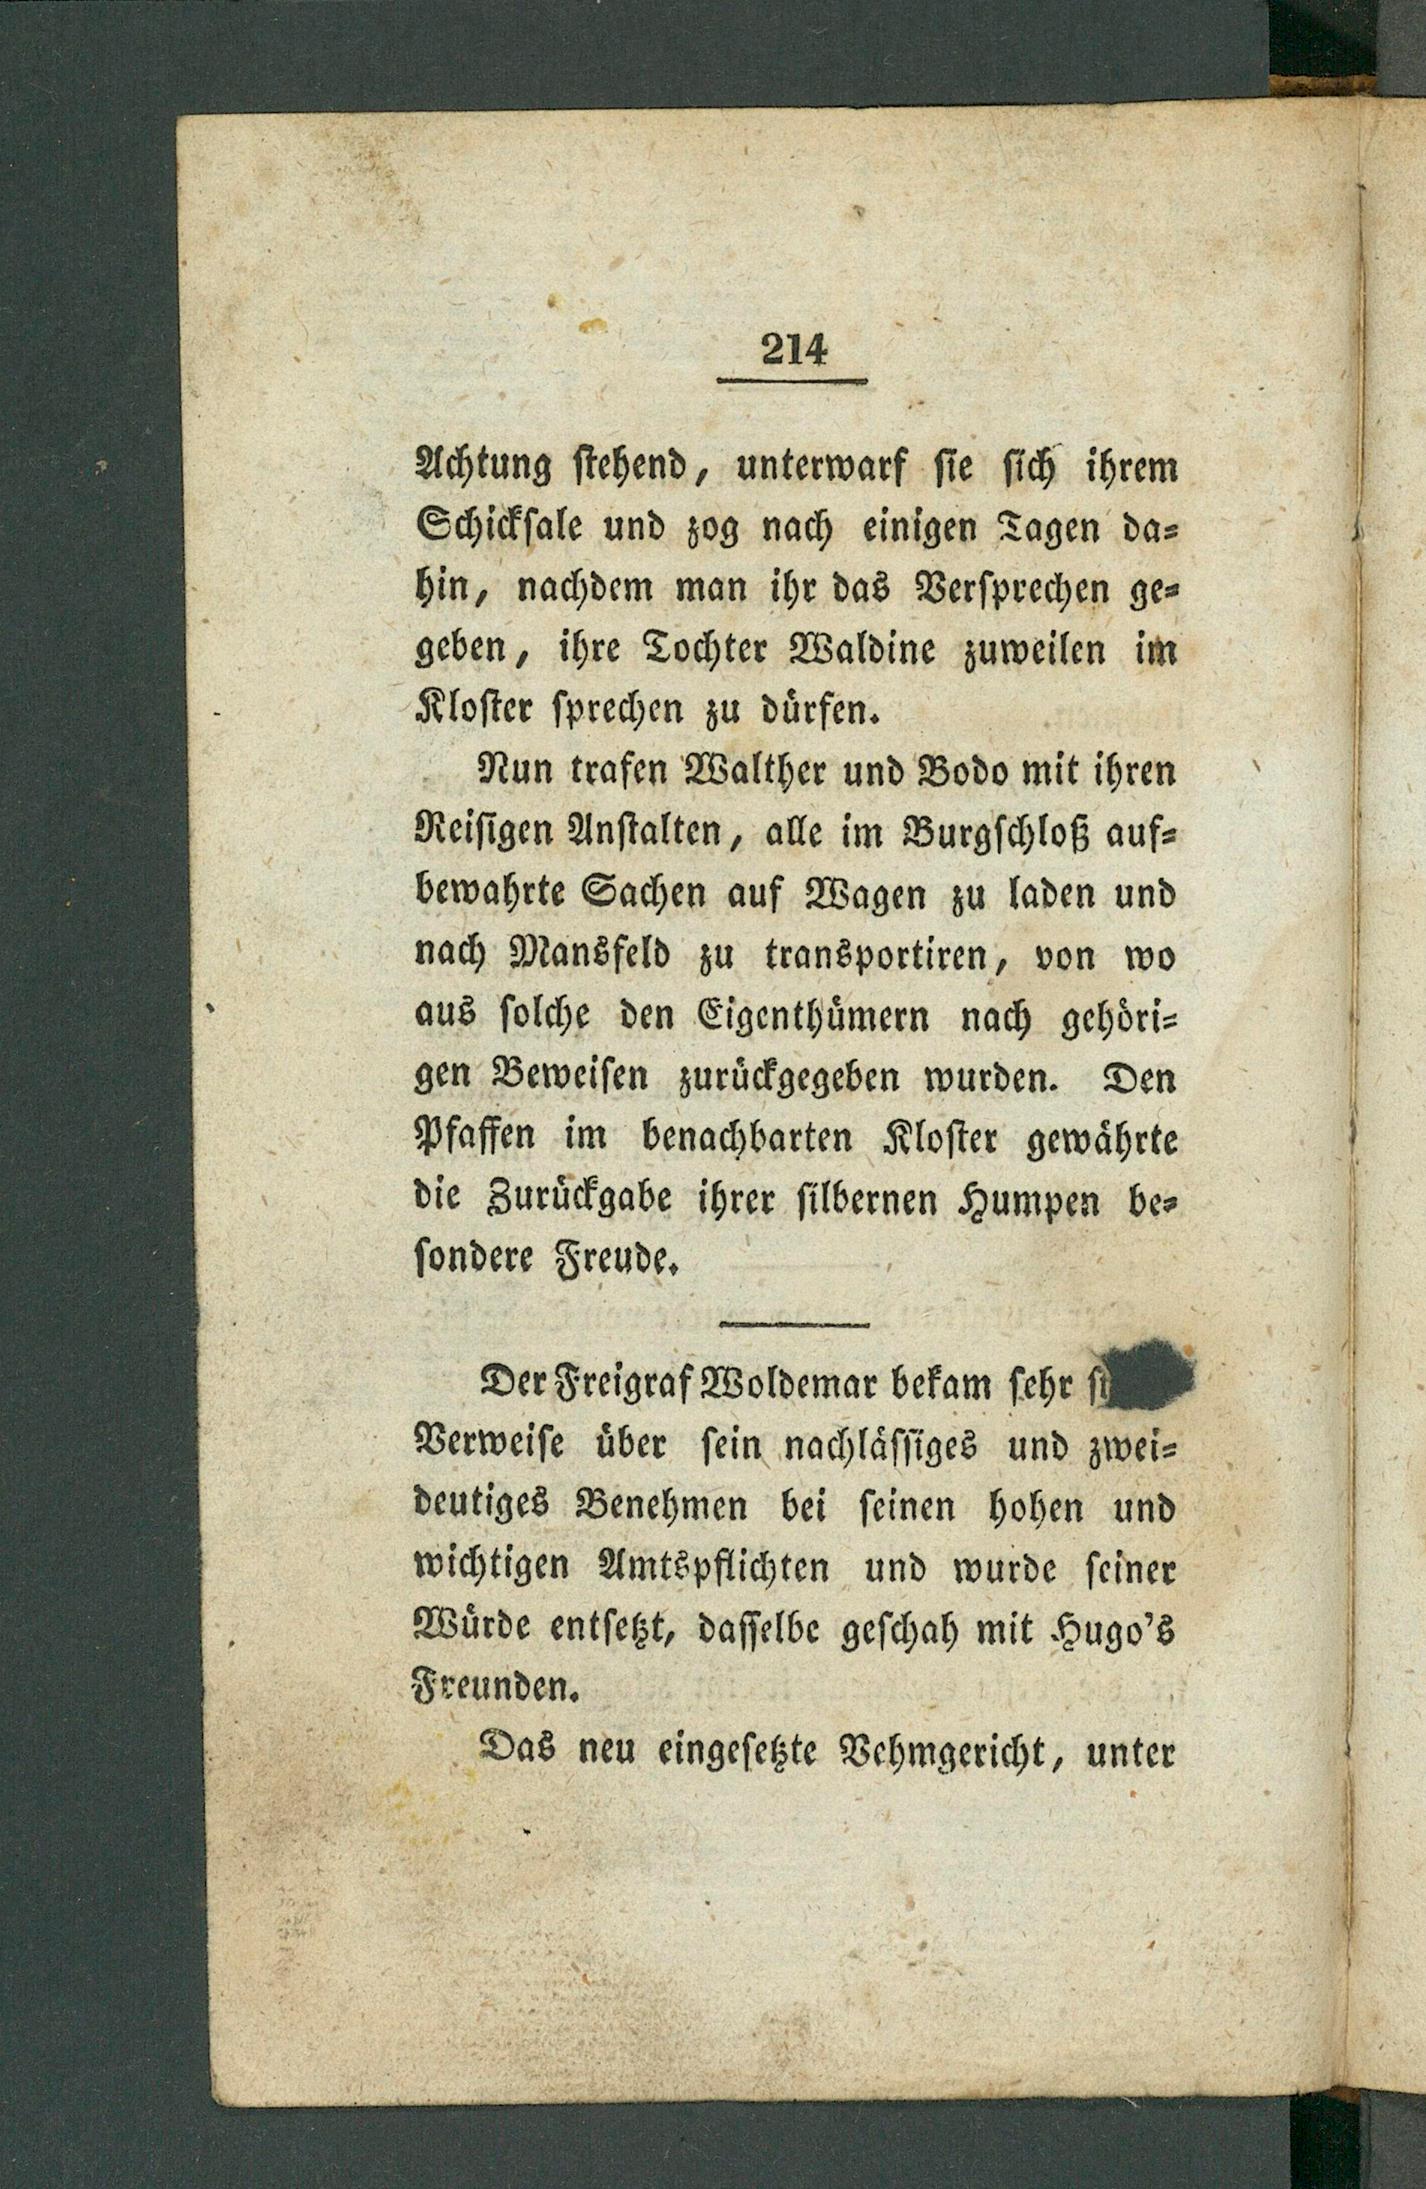 214
Achtung stehend, unterwarf sie sich ihrem
Schicksale und zog nach einigen Tagen da-
hin, nachdem man ihr das Versprechen ge-
geben, ihre Tochter Waldine zuweilen im
Kloster sprechen zu dürfen.
Nun trafen Walther und Bodo mit ihren
Reisigen Anstalten, alle im Burgschloß auf-
bewahrte Sachen auf Wagen zu laden und
nach Mansfeld zu transportiren, von wo
aus solche den Eigenthümern nach gehöri-
gen Beweisen zurückgegeben wurden. Den
Pfaffen im benachbarten Kloster gewährte
die Zurückgabe ihrer silbernen Humpen be-
sondere Freude.
Der Freigraf Woldemar bekam sehr
Verweise über sein nachlässiges und zwei-
deutiges Benehmen bei seinen hohen und
wichtigen Amtspflichten und wurde seiner
Würde entsetzt, dasselbe geschah mit Hugo's
Freunden.
Das neu eingesetzte Vehmgericht, unter